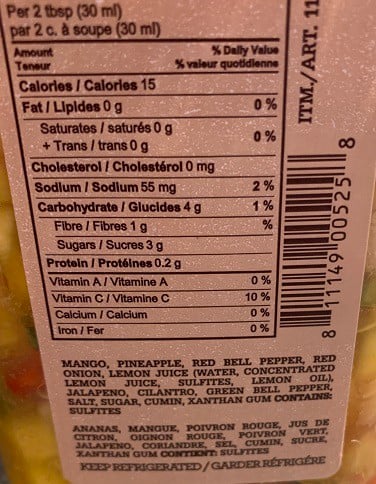 Per 2 tbsp (30 ml)
par 2 c. à soupe (30 ml)
Amount % Daily Value
Teneur % valeur quotidienne
Calories / Calories 15
Fat / Lipides 0 g 0 %
Saturates / saturés 0 g
+ Trans / trans 0 g 0 %
Cholesterol / Cholestérol 0 mg
Sodium / Sodium 55 mg 2 %
Carbohydrate / Glucides 4 g 1 %
Fibre / Fibres 1 g %
Sugars / Sucres 3 g
Protein / Protéines 0.2 g
Vitamin A / Vitamine A 0 %
Vitamin C / Vitamine C 10 %
Calcium / Calcium 0 %
Iron / Fer 0 %
ITM./ART. 11
8 11149 00525 8
MANGO, PINEAPPLE, RED BELL PEPPER, RED
ONION, LEMON JUICE (WATER, CONCENTRATED
LEMON JUICE, SULFITES, LEMON OIL),
JALAPENO, CILANTRO, GREEN BELL PEPPER,
SALT, SUGAR, CUMIN, XANTHAN GUM CONTAINS:
SULFITES
ANANAS, MANGUE, POIVRON ROUGE, JUS DE
CITRON, OIGNON ROUGE, POIVRON VERT,
JALAPENO, CORIANDRE, SEL, CUMIN, SUCRE,
XANTHAN GUM CONTIENT: SULFITES
KEEP REFRIGERATED / GARDER RÉFRIGÉRE